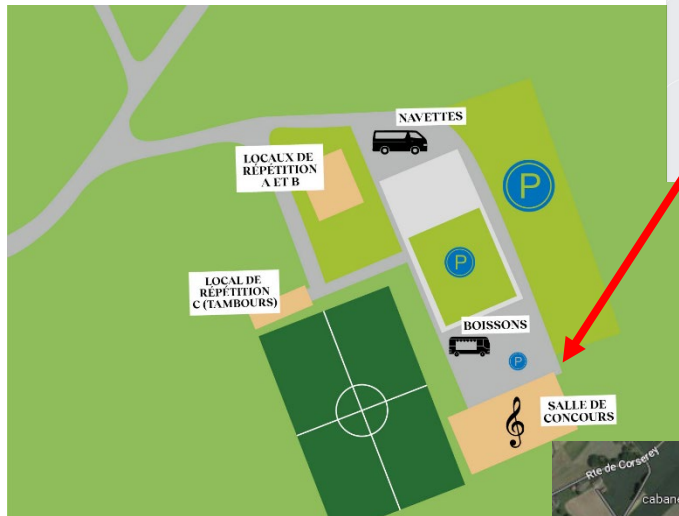 NAVETTES
LOCAUX DE
RÉPÉTITION
A ET B
P
P
LOCAL DE
RÉPÉTITION
C (TAMBOURS)
BOISSONS
P
SALLE DE
CONCOURS
Rte de Corserey
cabane